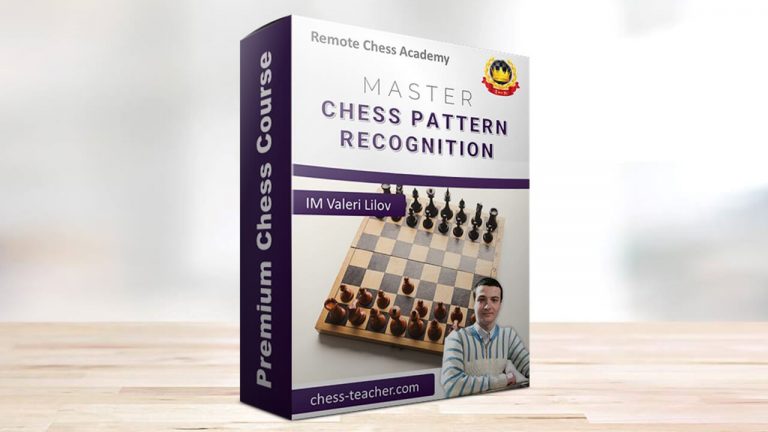 Premium Chess Course
Remote Chess Academy
MASTER
CHESS PATTERN
RECOGNITION
IM Valeri Lilov
chess-teacher.com